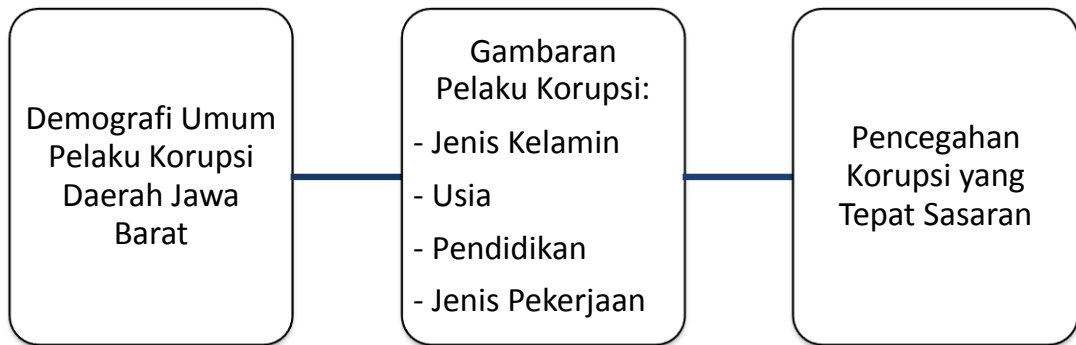 Demografi Umum
Pelaku Korupsi
Daerah Jawa
Barat
Gambaran
Pelaku Korupsi:
- Jenis Kelamin
- Usia
- Pendidikan
- Jenis Pekerjaan
Pencegahan
Korupsi yang
Tepat Sasaran